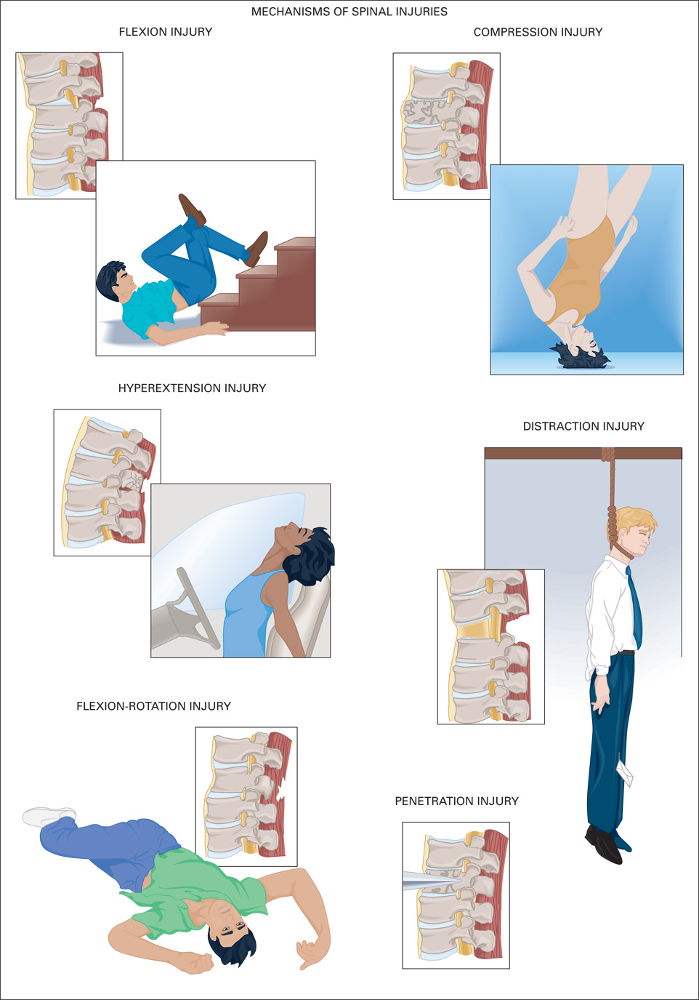 MECHANISMS OF SPINAL INJURIES
FLEXION INJURY
COMPRESSION INJURY
HYPEREXTENSION INJURY
DISTRACTION INJURY
FLEXION-ROTATION INJURY
PENETRATION INJURY